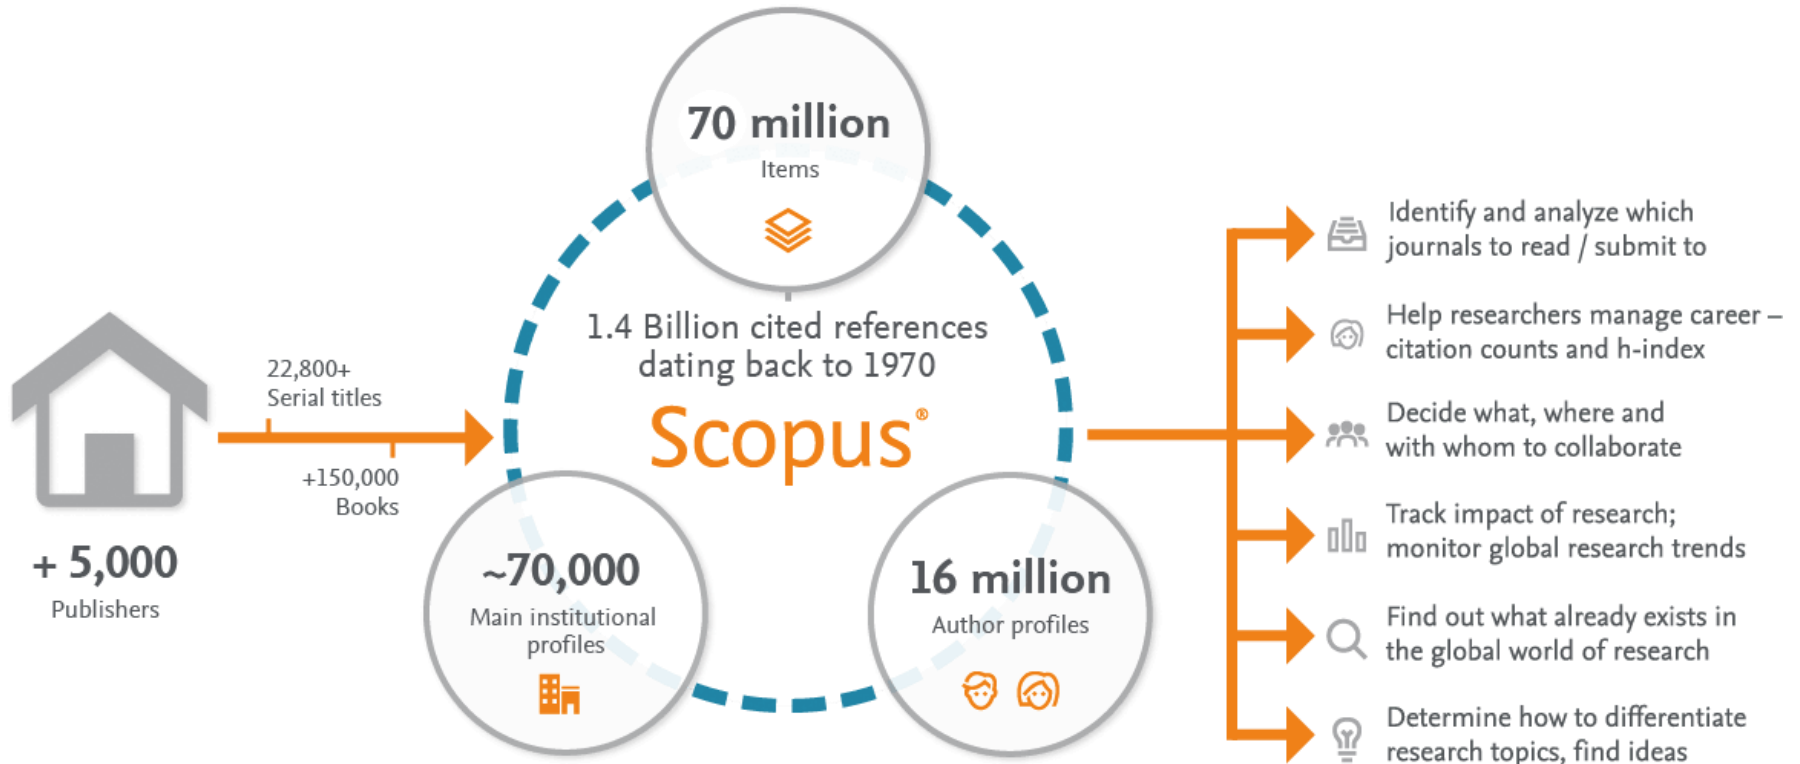 70 million
Items
1.4 Billion cited references
dating back to 1970
Scopus®
22,800+
Serial titles
+150,000
Books
+ 5,000
Publishers
~70,000
Main institutional
profiles
16 million
Author profiles
Identify and analyze which
journals to read / submit to
Help researchers manage career –
citation counts and h-index
Decide what, where and
with whom to collaborate
Track impact of research;
monitor global research trends
Find out what already exists in
the global world of research
Determine how to differentiate
research topics, find ideas